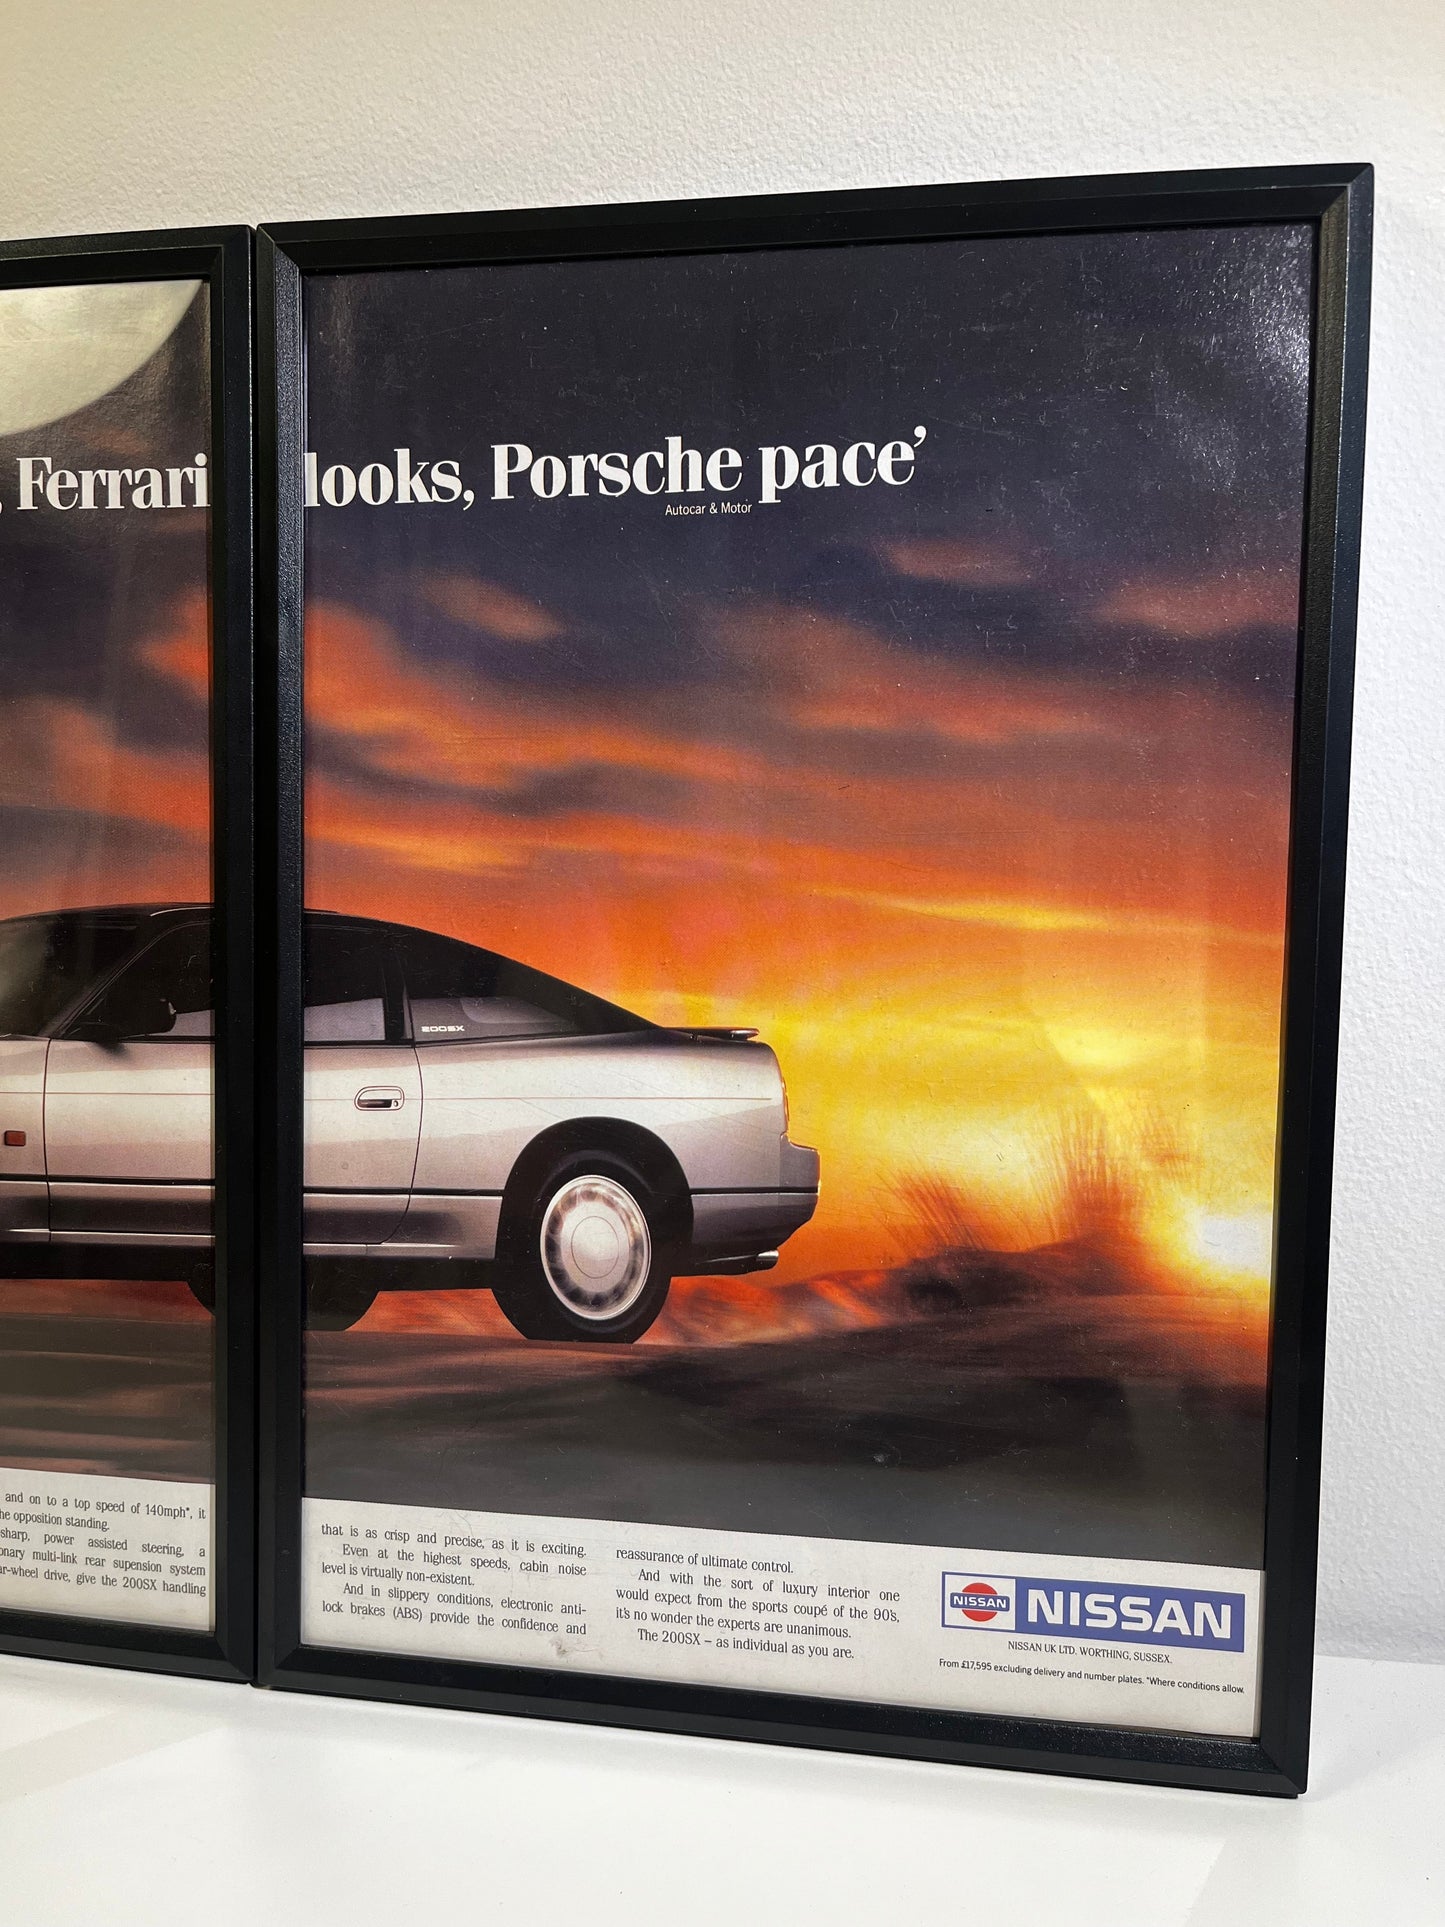 , Ferrari looks, Porsche pace’
Autocar & Motor
200SX
and on to a top speed of 140mph*, it
he opposition standing.
sharp, power assisted steering, a
onary multi-link rear supension system
ar-wheel drive, give the 200SX handling
that is as crisp and precise, as it is exciting.
Even at the highest speeds, cabin noise
level is virtually non-existent.
And in slippery conditions, electronic anti-
lock brakes (ABS) provide the confidence and
reassurance of ultimate control.
And with the sort of luxury interior one
would expect from the sports coupé of the 90's,
it's no wonder the experts are unanimous.
The 200SX – as individual as you are.
NISSAN NISSAN
NISSAN UK LTD. WORTHING, SUSSEX.
From £17,595 excluding delivery and number plates. *Where conditions allow.